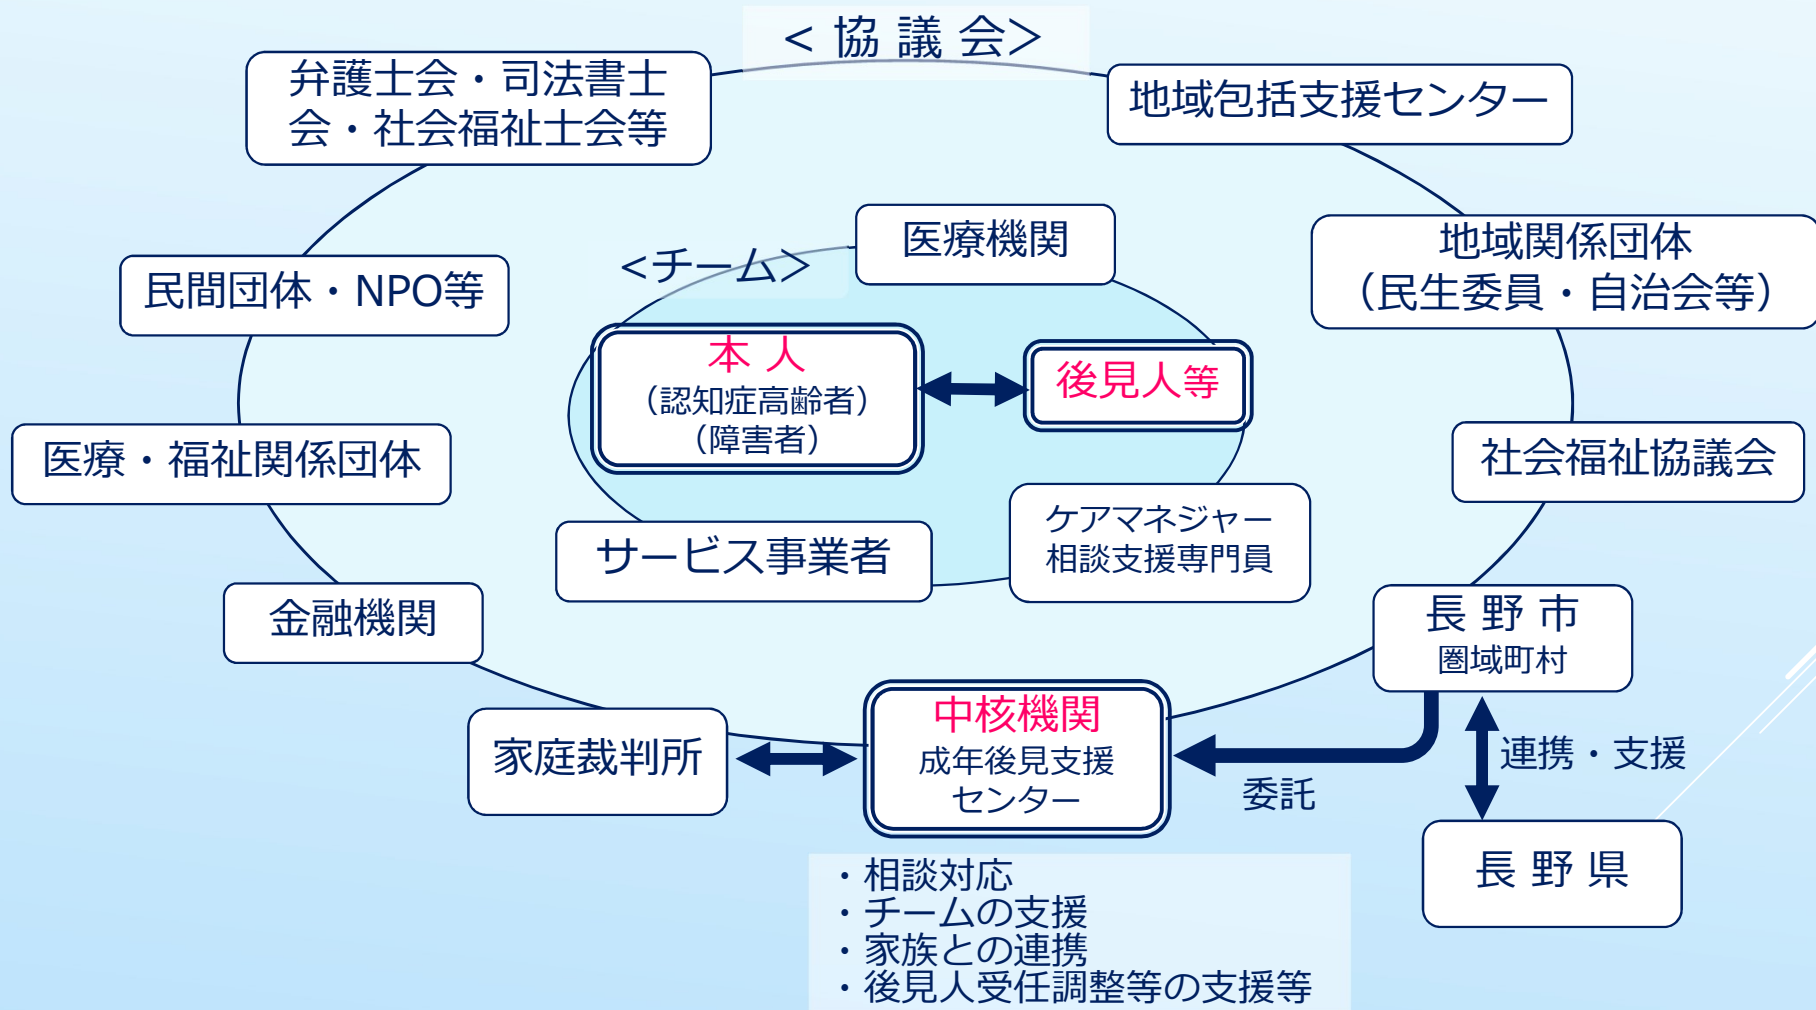 ＜ 協 議 会＞
弁護士会・司法書士
会・社会福祉士会等
地域包括支援センター
医療機関
地域関係団体
（民生委員・自治会等）
＜チーム＞
民間団体・NPO等
本 人
（認知症高齢者）
（障害者）
後見人等
医療・福祉関係団体
社会福祉協議会
サービス事業者
ケアマネジャー
相談支援専門員
金融機関
長 野 市
圏域町村
家庭裁判所
中核機関
成年後見支援
センター
委託
連携・支援
長 野 県
・相談対応
・チームの支援
・家族との連携
・後見人受任調整等の支援等